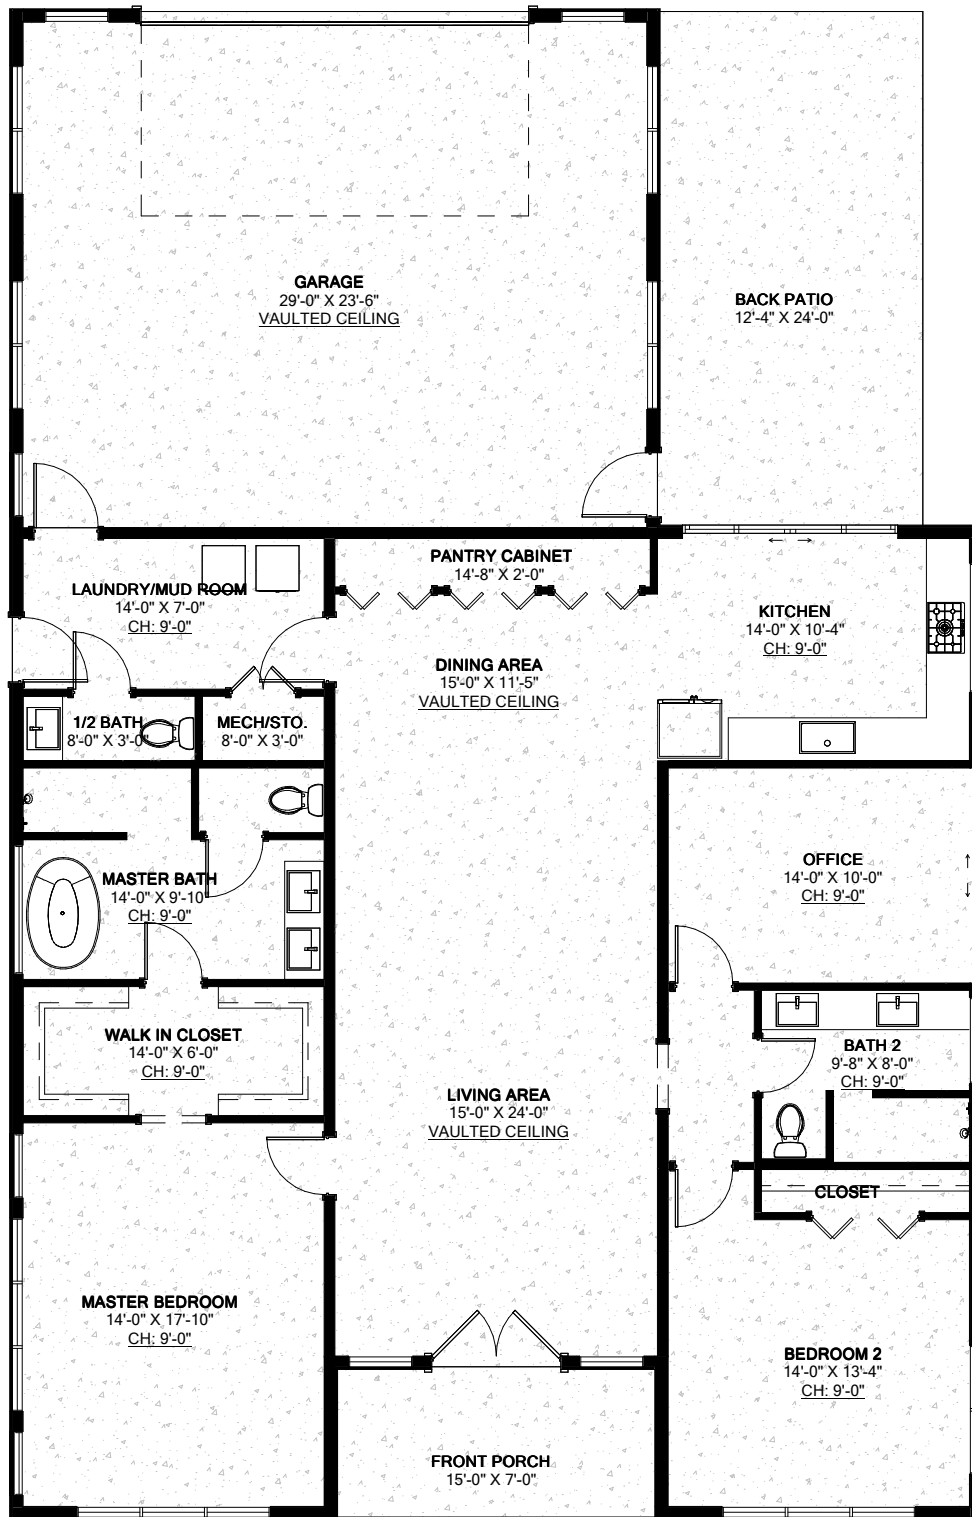 GARAGE
29'-0" X 23'-6"
VAULTED CEILING
BACK PATIO
12'-4" X 24'-0"
PANTRY CABINET
14'-8" X 2'-0"
LAUNDRY/MUD ROOM
14'-0" X 7'-0"
CH: 9'-0"
KITCHEN
14'-0" X 10'-4"
CH: 9'-0"
DINING AREA
15'-0" X 11'-5"
VAULTED CEILING
1/2 BATH
8'-0" X 3'-0"
MECH/STO.
8'-0" X 3'-0"
MASTER BATH
14'-0" X 9'-10"
CH: 9'-0"
OFFICE
14'-0" X 10'-0"
CH: 9'-0"
WALK IN CLOSET
14'-0" X 6'-0"
CH: 9'-0"
BATH 2
9'-8" X 8'-0"
CH: 9'-0"
LIVING AREA
15'-0" X 24'-0"
VAULTED CEILING
CLOSET
MASTER BEDROOM
14'-0" X 17'-10"
CH: 9'-0"
BEDROOM 2
14'-0" X 13'-4"
CH: 9'-0"
FRONT PORCH
15'-0" X 7'-0"